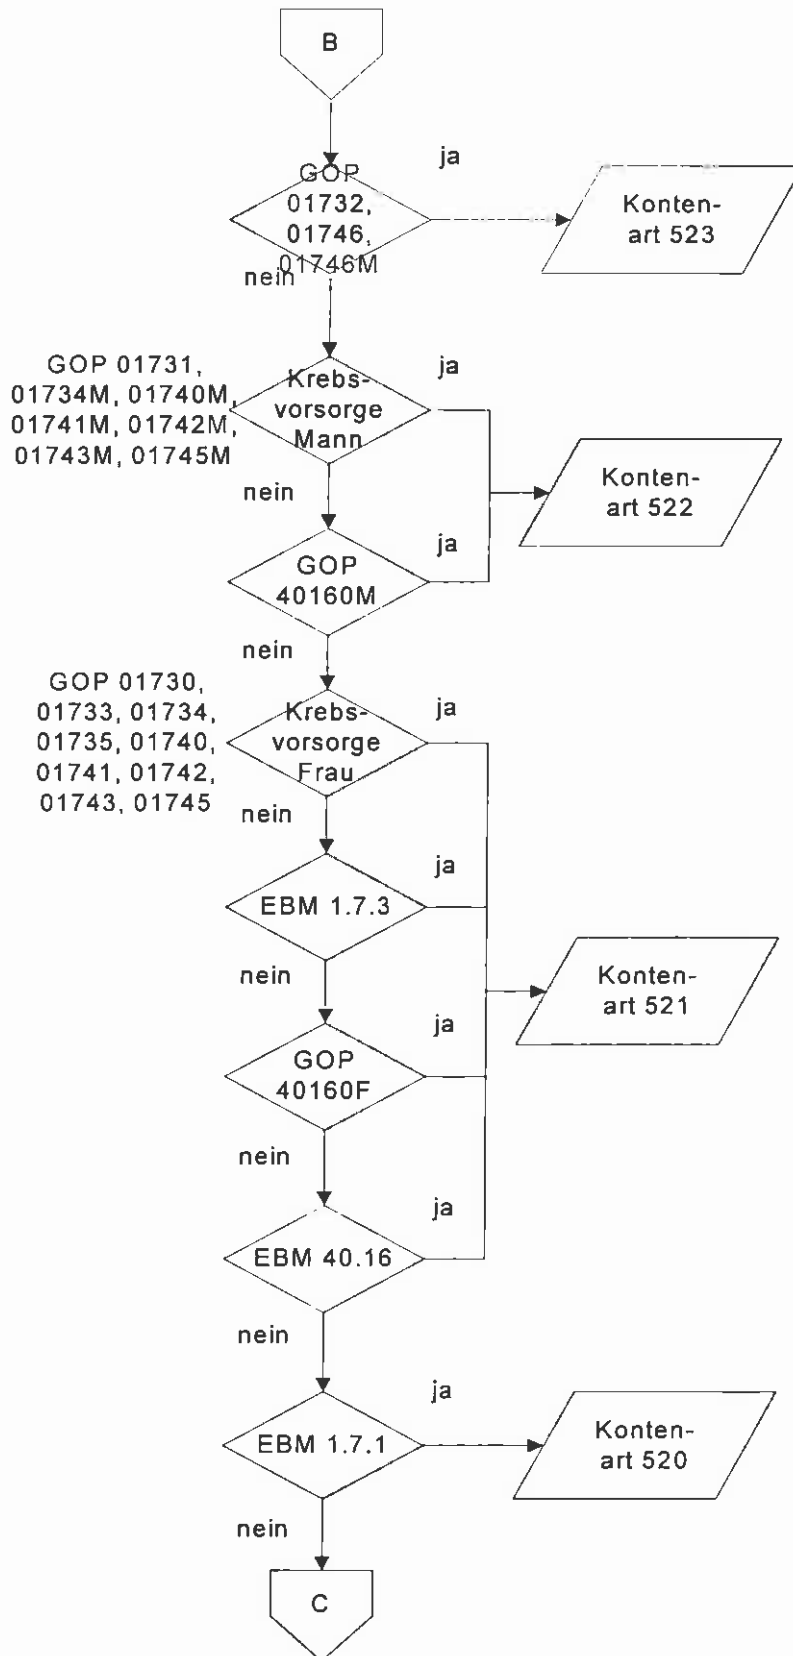 B
ja
GOP
01732,
01746,
01746M
Konten-
art 523
nein
GOP 01731,
01734M, 01740M,
01741M, 01742M,
01743M, 01745M
Krebs-
vorsorge
Mann
ja
Konten-
art 522
nein
ja
GOP
40160M
nein
GOP 01730,
01733, 01734,
01735, 01740,
01741, 01742,
01743, 01745
Krebs-
vorsorge
Frau
ja
nein
ja
EBM 1.7.3
nein
Konten-
art 521
ja
GOP
40160F
nein
ja
EBM 40.16
nein
ja
EBM 1.7.1
Konten-
art 520
nein
C